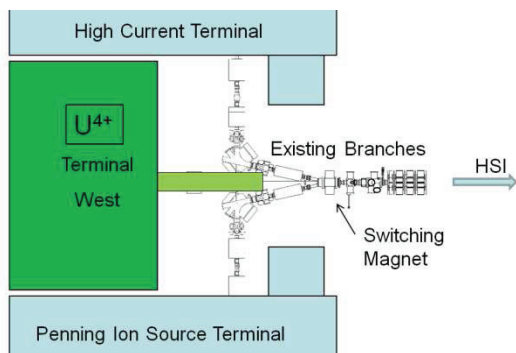 High Current Terminal
U4+
Terminal
West
Existing Branches
HSI
Switching
Magnet
Penning Ion Source Terminal